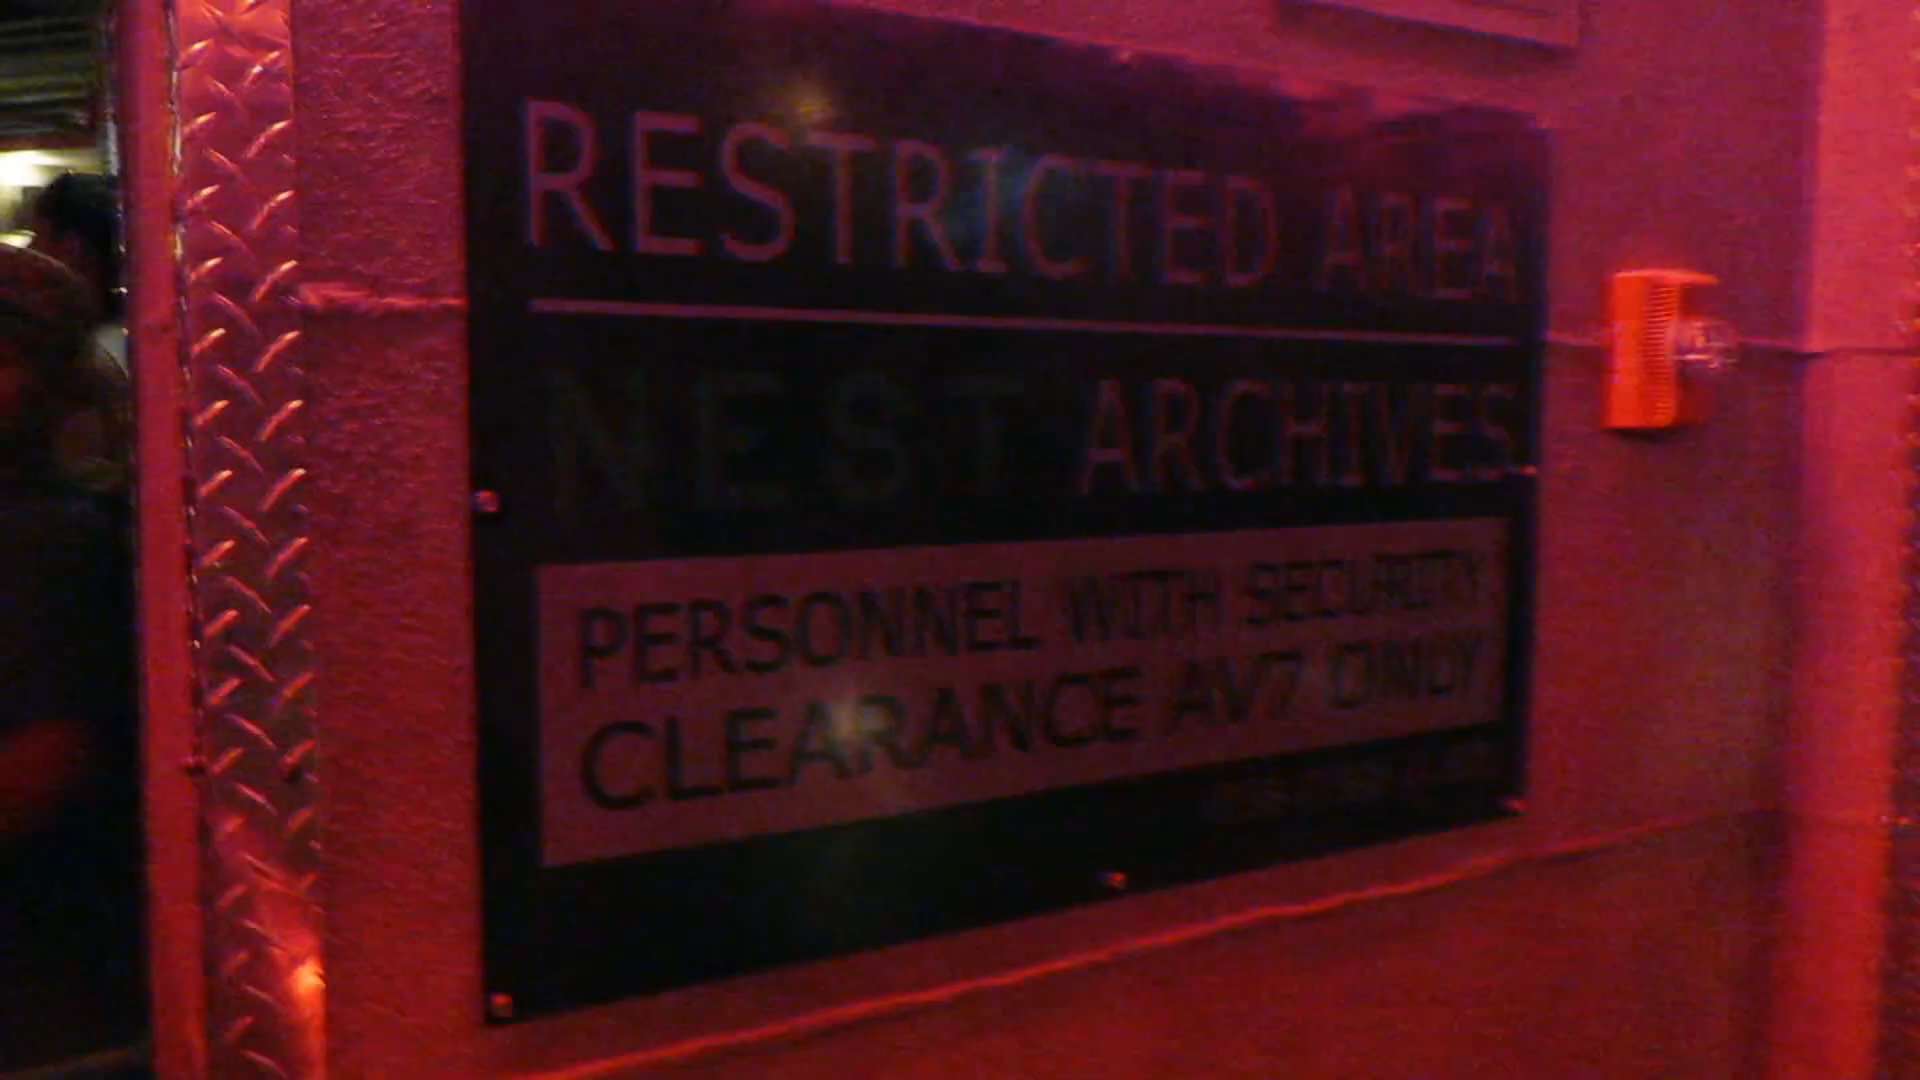 RESTRICTED AREA
NEST ARCHIVES
PERSONNEL WITH SECURITY
CLEARANCE AV7 ONLY